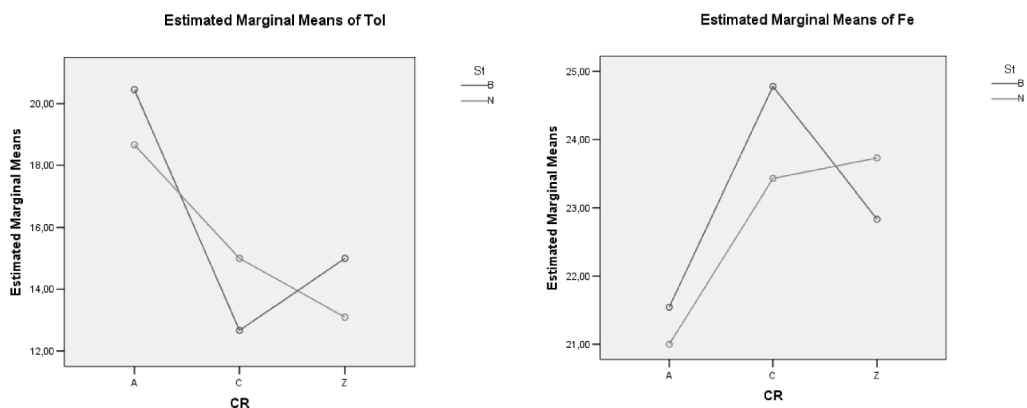 Estimated Marginal Means of Tol
St
B
N
20,00
18,00
16,00
14,00
12,00
Estimated Marginal Means
A C Z
CR
Estimated Marginal Means of Fe
St
B
N
25,00
24,00
23,00
22,00
21,00
Estimated Marginal Means
A C Z
CR